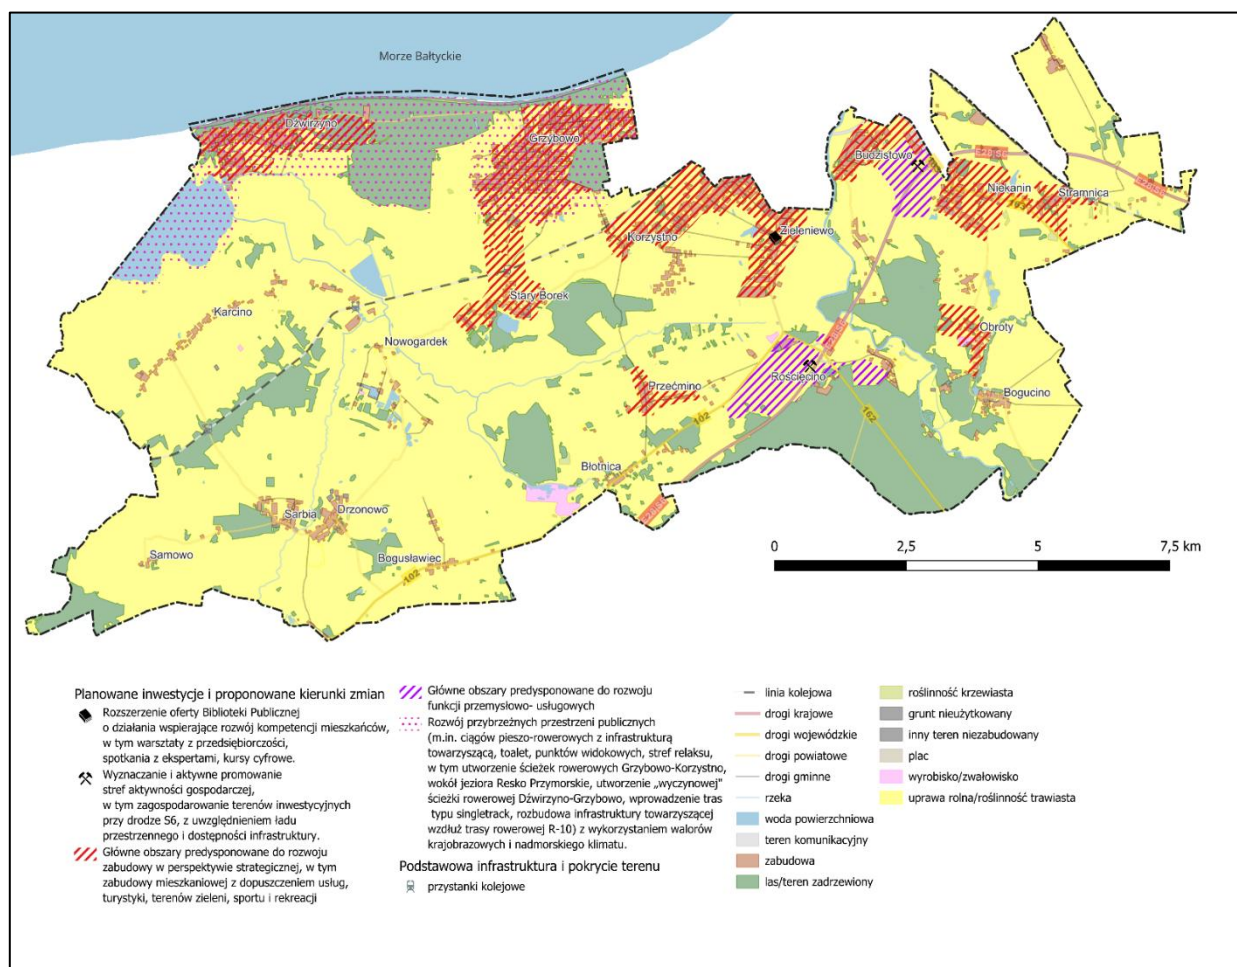 Morze Bałtyckie
Dźwirzyno
Grzybowo
Budzistowo
E28;S6
Niekanin
Stramnica
163
Korzystno
Zieleniewo
Stary Borek
Karcino
Nowogardek
Obroty
Przećmino
Rościęcino
Bogucino
102
162
Błotnica
Sarbia
Drzonowo
Samowo
Bogusławiec
102
0 2,5 5 7,5 km
Planowane inwestycje i proponowane kierunki zmian
Rozszerzenie oferty Biblioteki Publicznej
o działania wspierające rozwój kompetencji mieszkańców,
w tym warsztaty z przedsiębiorczości,
spotkania z ekspertami, kursy cyfrowe.
Wyznaczanie i aktywne promowanie
stref aktywności gospodarczej,
w tym zagospodarowanie terenów inwestycyjnych
przy drodze S6, z uwzględnieniem ładu
przestrzennego i dostępności infrastruktury.
Główne obszary predysponowane do rozwoju
zabudowy w perspektywie strategicznej, w tym
zabudowy mieszkaniowej z dopuszczeniem usług,
turystyki, terenów zieleni, sportu i rekreacji
Główne obszary predysponowane do rozwoju
funkcji przemysłowo- usługowych
Rozwój przybrzeżnych przestrzeni publicznych
(m.in. ciągów pieszo-rowerowych z infrastrukturą
towarzyszącą, toalet, punktów widokowych, stref relaksu,
w tym utworzenie ścieżek rowerowych Grzybowo-Korzystno,
wokół jeziora Resko Przymorskie, utworzenie „wyczynowej"
ścieżki rowerowej Dźwirzyno-Grzybowo, wprowadzenie tras
typu singletrack, rozbudowa infrastruktury towarzyszącej
wzdłuż trasy rowerowej R-10) z wykorzystaniem walorów
krajobrazowych i nadmorskiego klimatu.
Podstawowa infrastruktura i pokrycie terenu
przystanki kolejowe
linia kolejowa
drogi krajowe
drogi wojewódzkie
drogi powiatowe
drogi gminne
rzeka
woda powierzchniowa
teren komunikacyjny
zabudowa
las/teren zadrzewiony
roślinność krzewiasta
grunt nieużytkowany
inny teren niezabudowany
plac
wyrobisko/zwałowisko
uprawa rolna/roślinność trawiasta